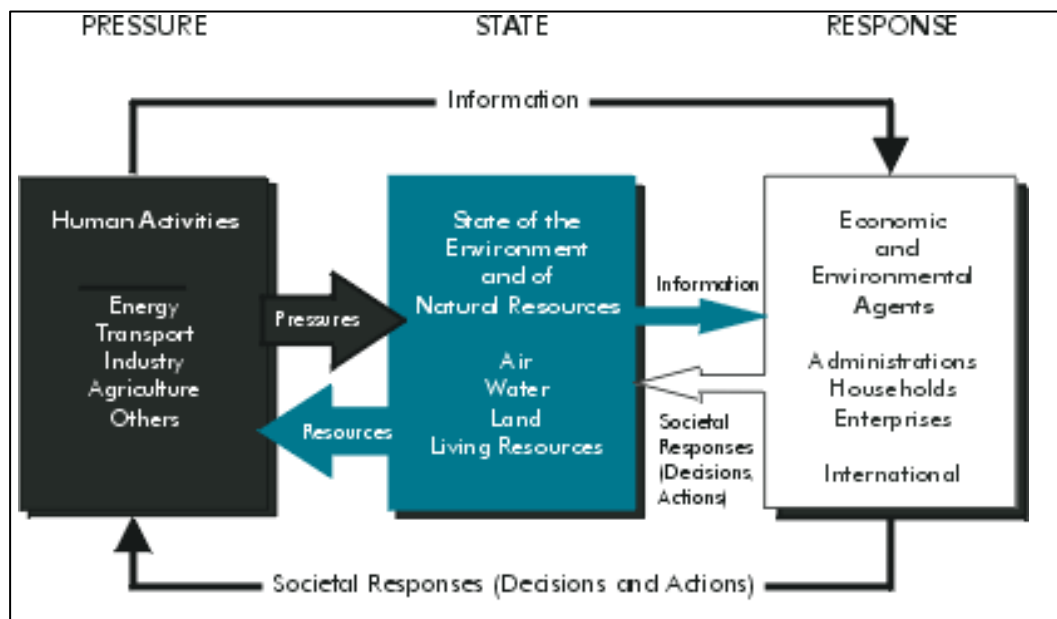 PRESSURE
STATE
RESPONSE
Information
Human Activities
Energy
Transport
Industry
Agriculture
Others
Pressures
Resources
State of the
Environment
and of
Natural Resources
Air
Water
Land
Living Resources
Information
Societal
Responses
(Decisions,
Actions)
Economic
and
Environmental
Agents
Administrations
Households
Enterprises
International
Societal Responses (Decisions and Actions)